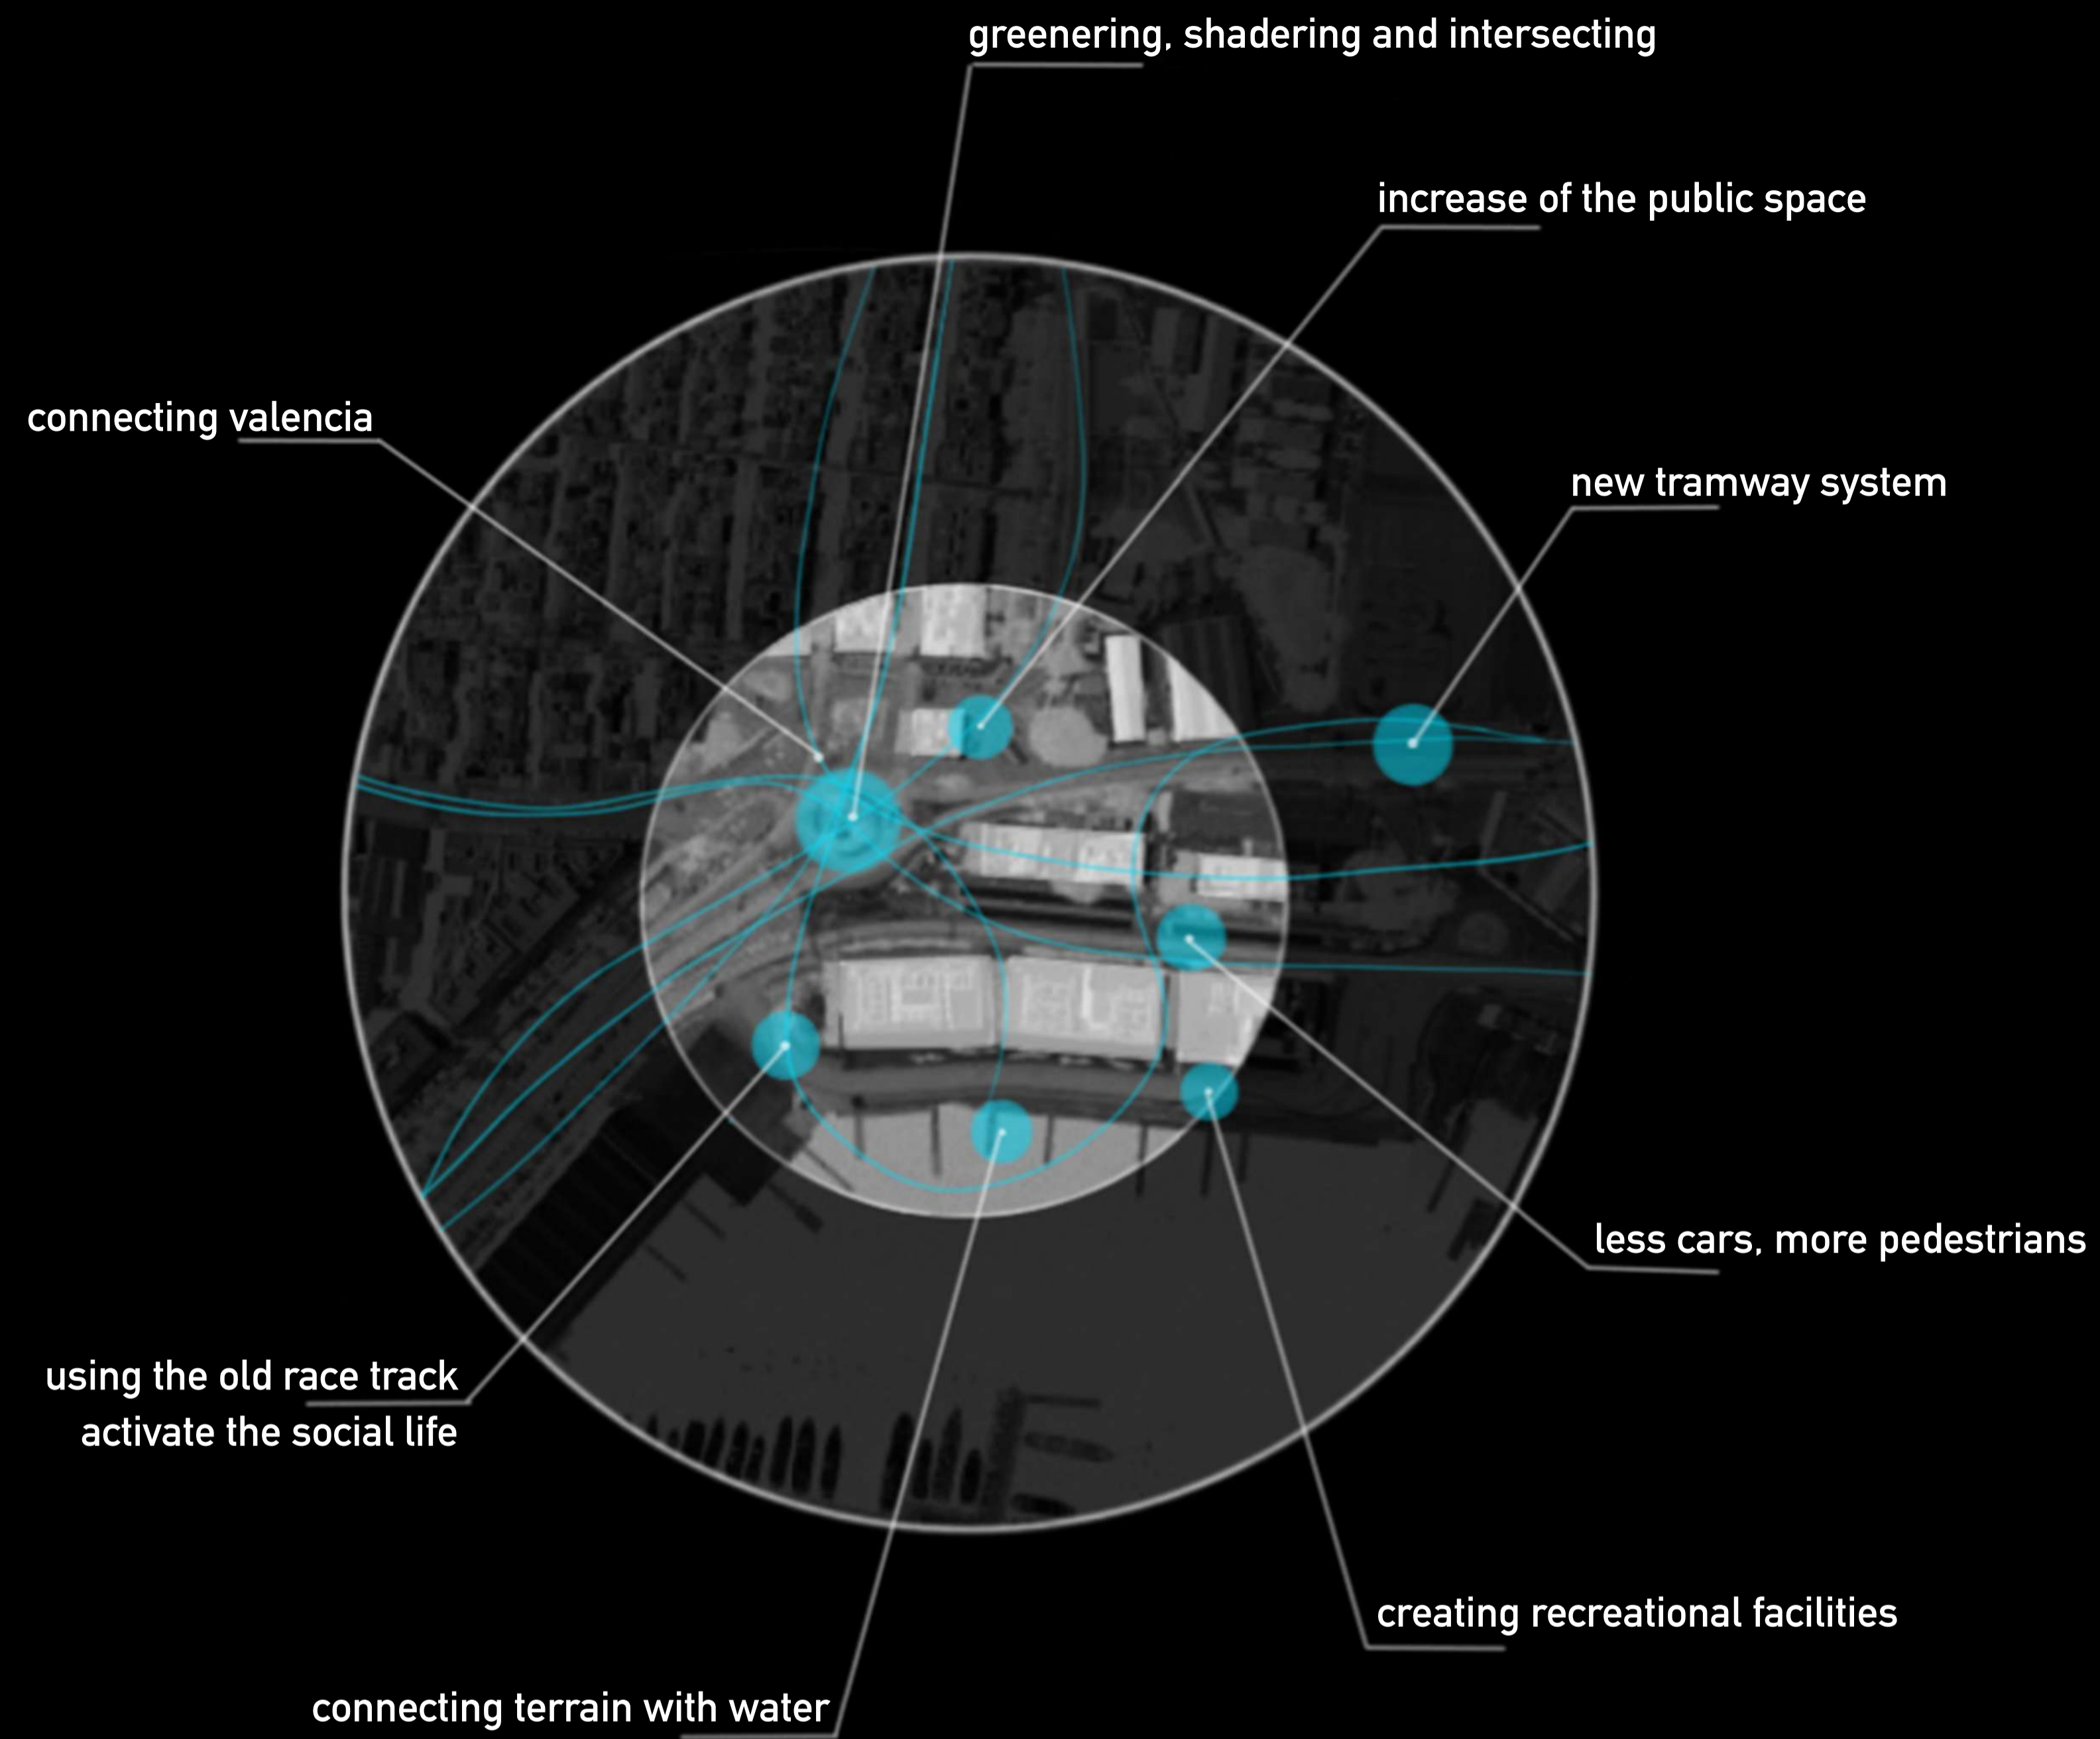 greenering, shadering and intersecting
increase of the public space
connecting valencia
new tramway system
less cars, more pedestrians
using the old race track
activate the social life
creating recreational facilities
connecting terrain with water